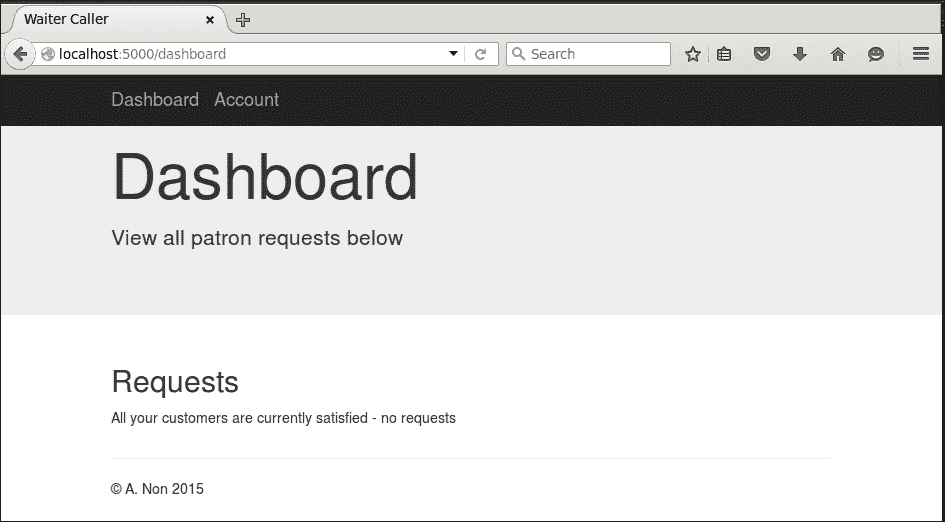 Waiter Caller
localhost:5000/dashboard Search
Dashboard Account
Dashboard
View all patron requests below
Requests
All your customers are currently satisfied - no requests
© A. Non 2015